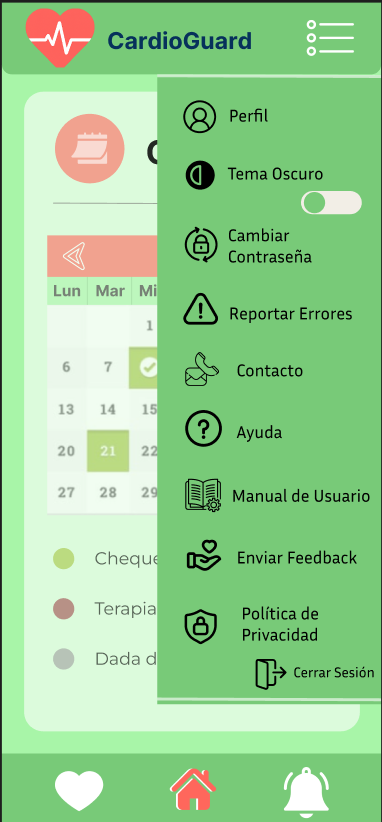 CardioGuard
Perfil
Tema Oscuro
Cambiar
Contraseña
Reportar Errores
Contacto
Ayuda
Manual de Usuario
Enviar Feedback
Política de
Privacidad
Cerrar Sesión
Lun Mar Mi
1
6 7
13 14 15
20 21 22
27 28 29
Cheque
Terapia
Dada d